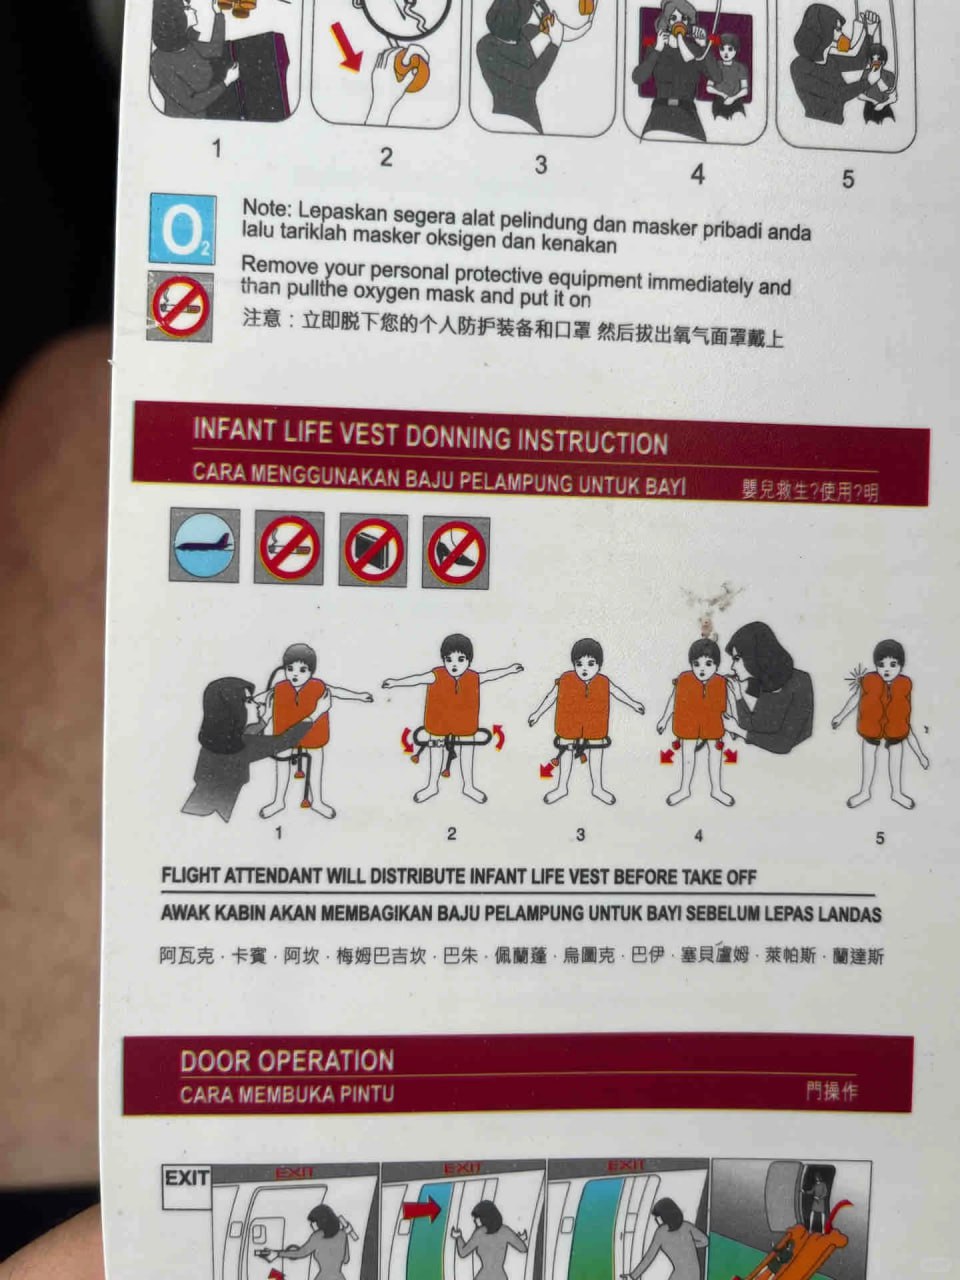 1 2 3 4 5
O2
Note: Lepaskan segera alat pelindung dan masker pribadi anda
lalu tariklah masker oksigen dan kenakan
Remove your personal protective equipment immediately and
than pullthe oxygen mask and put it on
注意：立即脱下您的个人防护装备和口罩 然后拔出氧气面罩戴上
INFANT LIFE VEST DONNING INSTRUCTION
CARA MENGGUNAKAN BAJU PELAMPUNG UNTUK BAYI 嬰兒救生?使用?明
1 2 3 4 5
FLIGHT ATTENDANT WILL DISTRIBUTE INFANT LIFE VEST BEFORE TAKE OFF
AWAK KABIN AKAN MEMBAGIKAN BAJU PELAMPUNG UNTUK BAYI SEBELUM LEPAS LANDAS
阿瓦克 · 卡賓 · 阿坎 · 梅姆巴吉坎 · 巴朱 · 佩蘭蓬 · 烏圖克 · 巴伊 · 塞貝盧姆 · 萊帕斯 · 蘭達斯
DOOR OPERATION
CARA MEMBUKA PINTU 門操作
EXIT EXIT EXIT EXIT